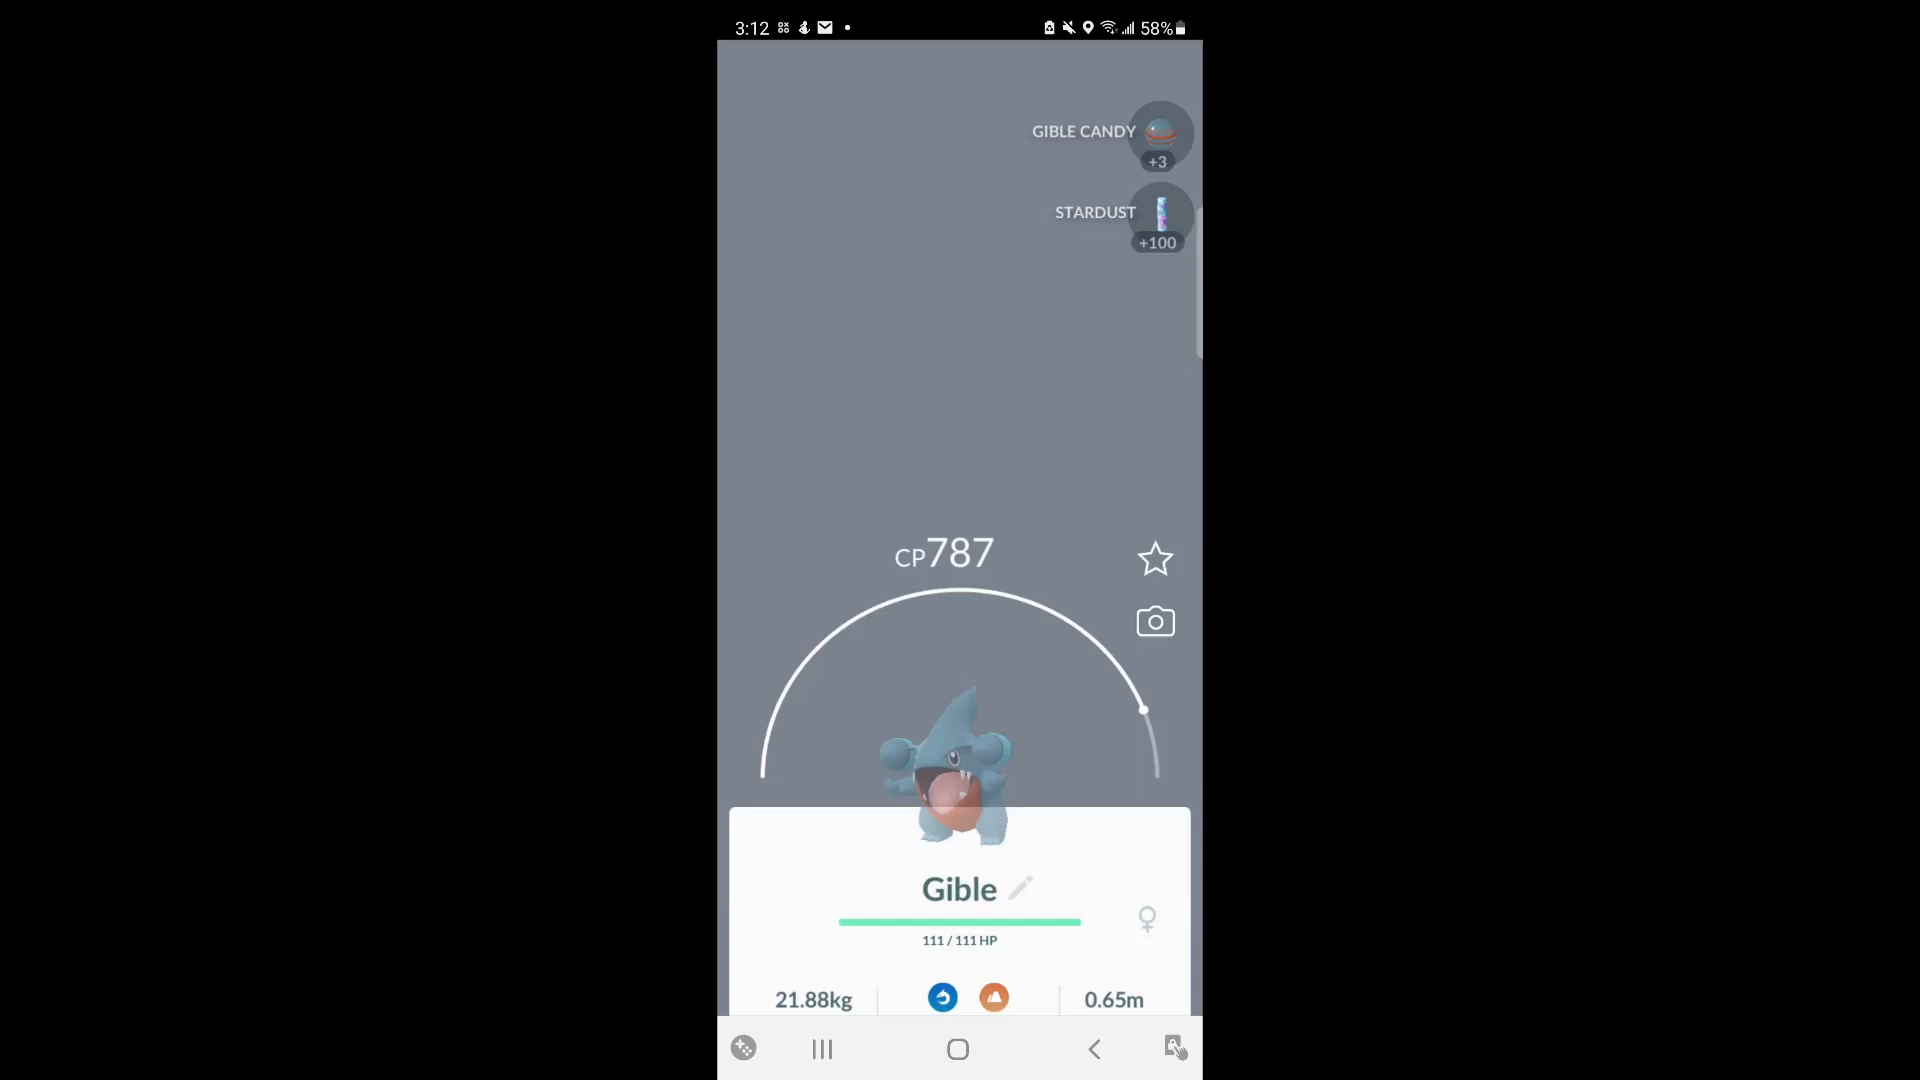 3:12
58%
GIBLE CANDY
+3
STARDUST
+100
CP787
Gible
111 / 111 HP
21.88kg
0.65m